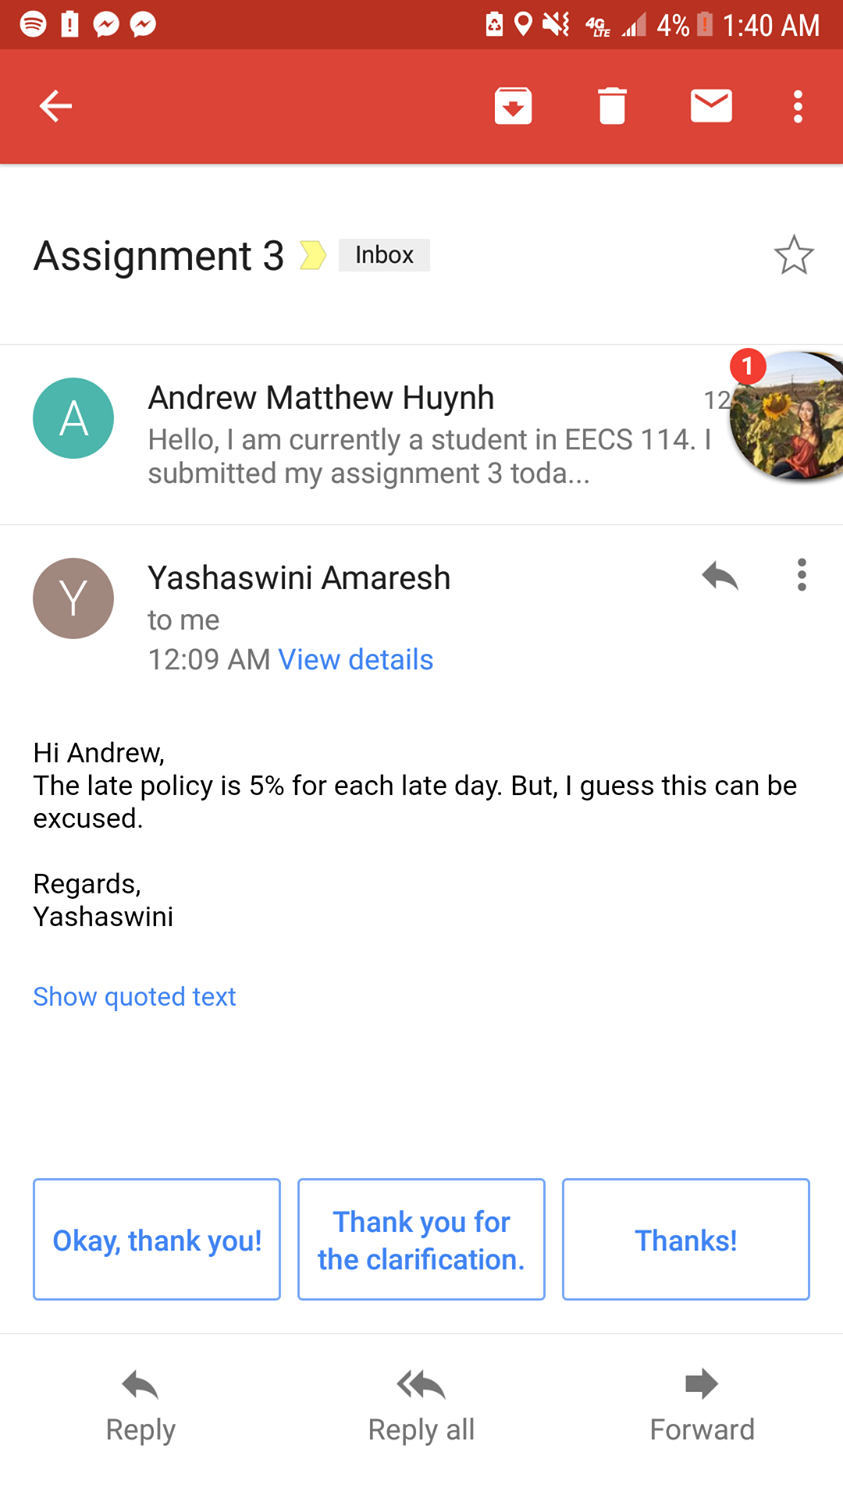 4G LTE 4% 1:40 AM
Assignment 3 Inbox
1
Andrew Matthew Huynh 12
A
Hello, I am currently a student in EECS 114. I
submitted my assignment 3 toda...
Yashaswini Amaresh
Y
to me
12:09 AM View details
Hi Andrew,
The late policy is 5% for each late day. But, I guess this can be
excused.
Regards,
Yashaswini
Show quoted text
Okay, thank you!
Thank you for
the clarification.
Thanks!
Reply Reply all Forward